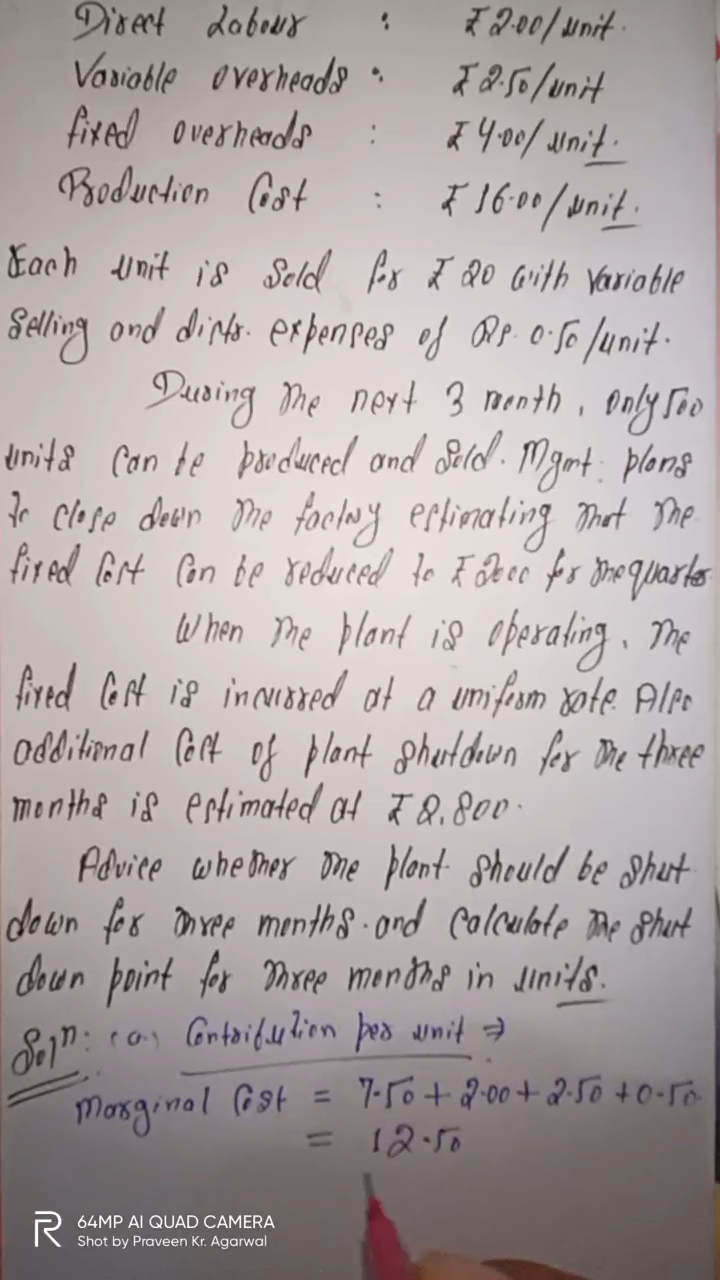 Direct Labour : ₹2.00/unit.
Variable overheads : ₹2.50/unit
fixed overheads : ₹4.00/unit.
Production Cost : ₹16.00/unit.
Each unit is Sold for ₹20 with variable
Selling and distr. expenses of Rs. 0.50/unit.
During the next 3 month, only 500
units can be produced and Sold. Mgmt. plans
to close down the factory estimating that the
fixed Cost Can be reduced to ₹2000 for the quarter
When the plant is operating, the
fixed Cost is incurred at a uniform rate. Also
additional Cost of plant shutdown for the three
months is estimated at ₹2,800.
Advice whether the plant should be shut
down for three months and calculate the shut
down point for three months in units.
Solⁿ: (a) Contribution per unit ⇒
Marginal Cost = 7.50 + 2.00 + 2.50 + 0.50
= 12.50
64MP AI QUAD CAMERA
Shot by Praveen Kr. Agarwal